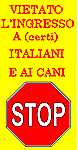 VIETATO
L'INGRESSO
A (certi)
ITALIANI
E AI CANI
STOP